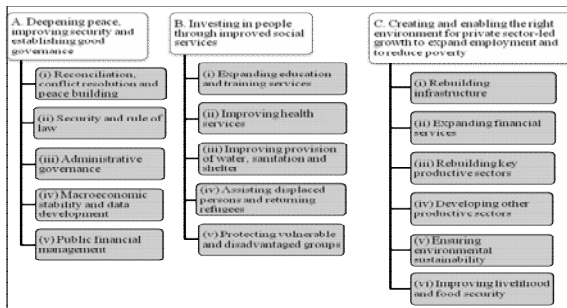 A. Deepening peace,
improving security and
establishing good
governance
(i) Reconciliation,
conflict resolution and
peace building
(ii) Security and rule of
law
(iii) Administrative
governance
(iv) Macroeconomic
stability and data
development
(v) Public financial
management
B. Investing in people
through improved social
services
(i) Expanding education
and training services
(ii) Improving health
services
(iii) Improving provision
of water, sanitation and
shelter
(iv) Assisting displaced
persons and returning
refugees
(v) Protecting vulnerable
and disadvantaged groups
C. Creating and enabling the right
environment for private sector-led
growth to expand employment and
to reduce poverty
(i) Rebuilding
infrastructure
(ii) Expanding financial
services
(iii) Rebuilding key
productive sectors
(iv) Developing other
productive sectors
(v) Ensuring
environmental
sustainability
(vi) Improving livelihood
and food security